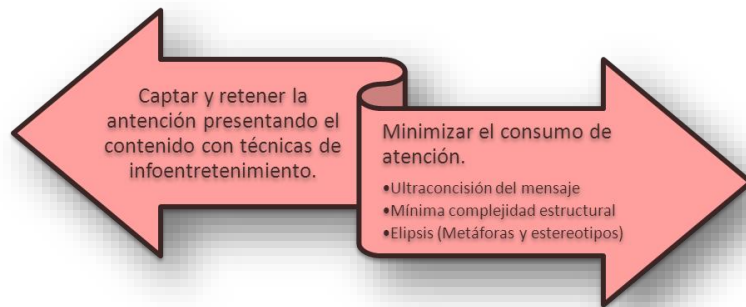 Captar y retener la
antención presentando el
contenido con técnicas de
infoentretenimiento.
Minimizar el consumo de
atención.
•Ultraconcisión del mensaje
•Mínima complejidad estructural
•Elipsis (Metáforas y estereotipos)